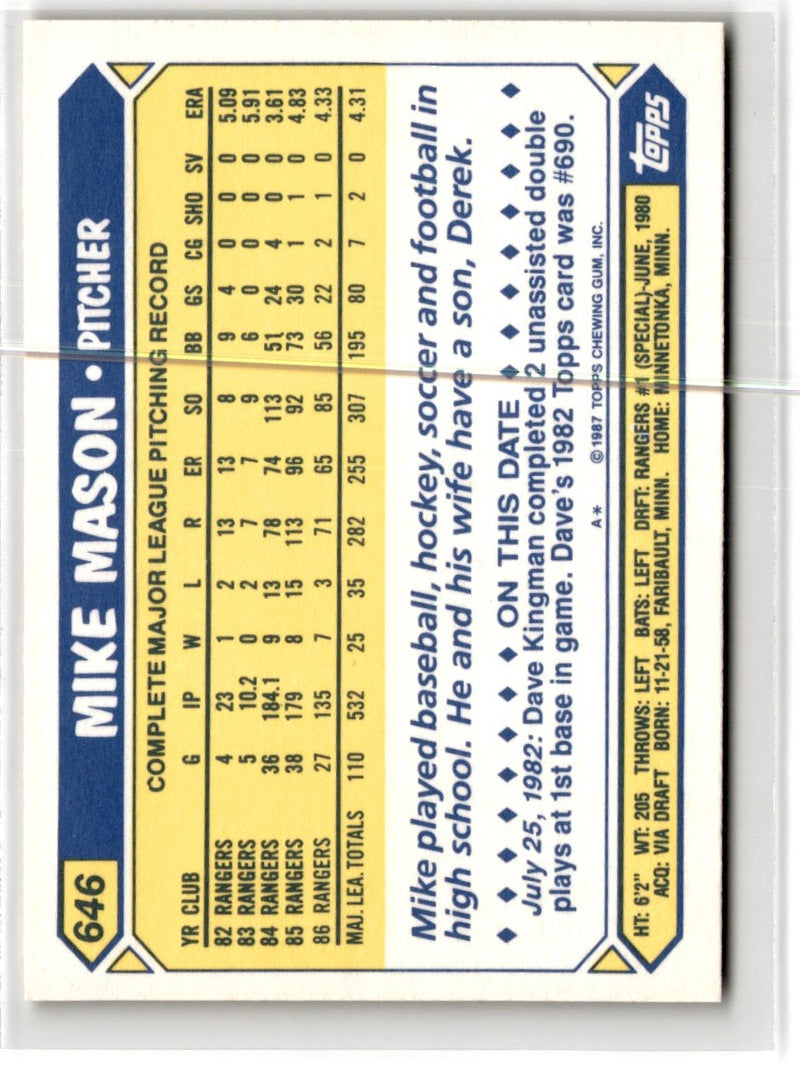 646 MIKE MASON • PITCHER
COMPLETE MAJOR LEAGUE PITCHING RECORD
YR CLUB G IP W L R ER SO BB GS CG SHO SV ERA
82 RANGERS 4 23 1 2 13 13 8 9 4 0 0 0 5.09
83 RANGERS 5 10.2 0 2 7 7 9 6 0 0 0 0 5.91
84 RANGERS 36 184.1 9 13 78 74 113 51 24 4 0 0 3.61
85 RANGERS 38 179 8 15 113 96 92 73 30 1 1 0 4.83
86 RANGERS 27 135 7 3 71 65 85 56 22 2 1 0 4.33
MAJ. LEA. TOTALS 110 532 25 35 282 255 307 195 80 7 2 0 4.31
Mike played baseball, hockey, soccer and football in
high school. He and his wife have a son, Derek.
ON THIS DATE
July 25, 1982: Dave Kingman completed 2 unassisted double
plays at 1st base in game. Dave's 1982 Topps card was #690.
A* ©1987 TOPPS CHEWING GUM, INC.
HT: 6'2" WT: 205 THROWS: LEFT BATS: LEFT DRFT: RANGERS #1 (SPECIAL)-JUNE, 1980
ACQ: VIA DRAFT BORN: 11-21-58, FARIBAULT, MINN. HOME: MINNETONKA, MINN.
TOPPS